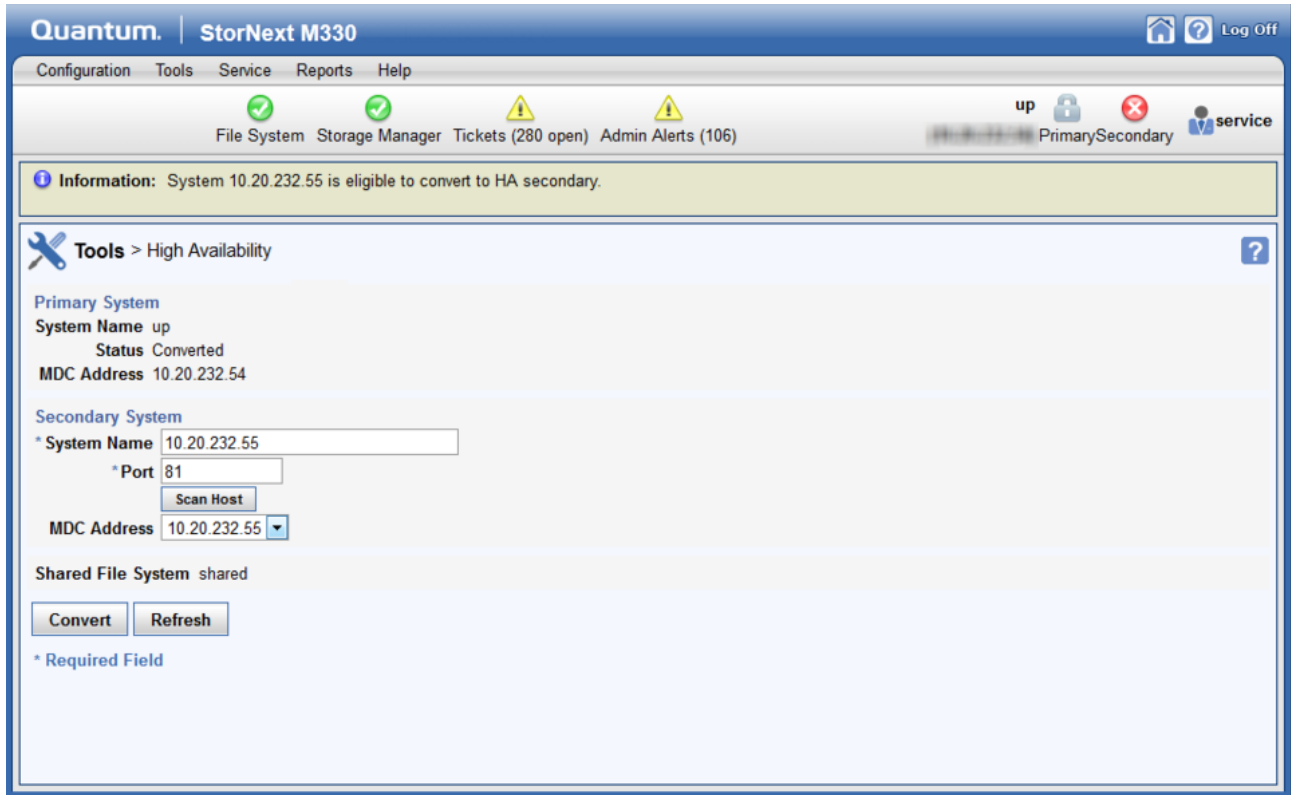 Quantum. | StorNext M330 Log Off
Configuration Tools Service Reports Help
up
File System Storage Manager Tickets (280 open) Admin Alerts (106) Primary Secondary service
Information: System 10.20.232.55 is eligible to convert to HA secondary.
Tools > High Availability
Primary System
System Name up
Status Converted
MDC Address 10.20.232.54
Secondary System
* System Name 10.20.232.55
* Port 81
Scan Host
MDC Address 10.20.232.55
Shared File System shared
Convert Refresh
* Required Field